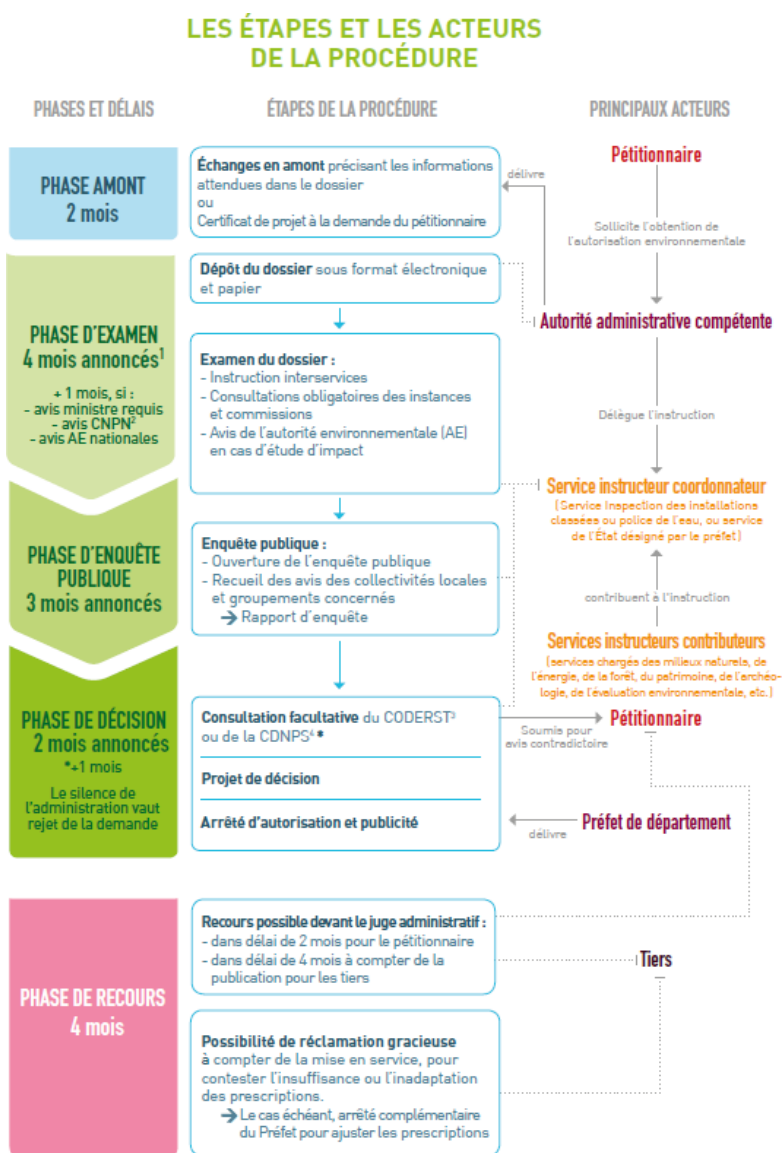 LES ÉTAPES ET LES ACTEURS
DE LA PROCÉDURE
PHASES ET DÉLAIS
ÉTAPES DE LA PROCÉDURE
PRINCIPAUX ACTEURS
PHASE AMONT
2 mois
Échanges en amont précisant les informations
attendues dans le dossier
ou
Certificat de projet à la demande du pétitionnaire
délivre
Pétitionnaire
Sollicite l'obtention de
l'autorisation environnementale
Dépôt du dossier sous format électronique
et papier
Autorité administrative compétente
PHASE D'EXAMEN
4 mois annoncés¹
+ 1 mois, si :
- avis ministre requis
- avis CNPN²
- avis AE nationales
Examen du dossier :
- Instruction interservices
- Consultations obligatoires des instances
et commissions
- Avis de l'autorité environnementale (AE)
en cas d'étude d'impact
Délègue l'instruction
Service instructeur coordonnateur
(Service Inspection des installations
classées ou police de l'eau, ou service
de l'État désigné par le préfet)
PHASE D'ENQUÊTE
PUBLIQUE
3 mois annoncés
Enquête publique :
- Ouverture de l'enquête publique
- Recueil des avis des collectivités locales
et groupements concernés
→ Rapport d'enquête
contribuent à l'instruction
Services instructeurs contributeurs
(services chargés des milieux naturels, de
l'énergie, de la forêt, du patrimoine, de l'archéo-
logie, de l'évaluation environnementale, etc.)
PHASE DE DÉCISION
2 mois annoncés
*+1 mois
Le silence de
l'administration vaut
rejet de la demande
Consultation facultative du CODERST³
ou de la CDNPS⁴ *
Projet de décision
Arrêté d'autorisation et publicité
Soumis pour
avis contradictoire
Pétitionnaire
délivre
Préfet de département
PHASE DE RECOURS
4 mois
Recours possible devant le juge administratif :
- dans délai de 2 mois pour le pétitionnaire
- dans délai de 4 mois à compter de la
publication pour les tiers
Tiers
Possibilité de réclamation gracieuse
à compter de la mise en service, pour
contester l'insuffisance ou l'inadaptation
des prescriptions.
→ Le cas échéant, arrêté complémentaire
du Préfet pour ajuster les prescriptions